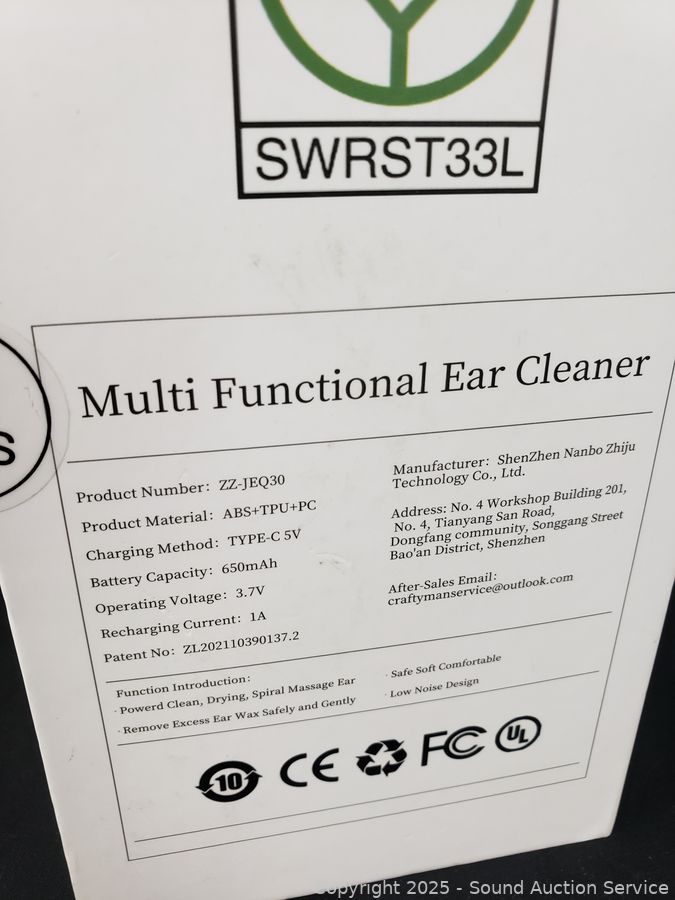 SWRST33L
S
Multi Functional Ear Cleaner
Product Number: ZZ-JEQ30
Product Material: ABS+TPU+PC
Charging Method: TYPE-C 5V
Battery Capacity: 650mAh
Operating Voltage: 3.7V
Recharging Current: 1A
Patent No: ZL202110390137.2
Manufacturer: ShenZhen Nanbo Zhiju
Technology Co., Ltd.
Address: No. 4 Workshop Building 201,
No. 4, Tianyang San Road,
Dongfang community, Songgang Street
Bao'an District, Shenzhen
After-Sales Email:
craftymanservice@outlook.com
Function Introduction:
· Powerd Clean, Drying, Spiral Massage Ear
· Remove Excess Ear Wax Safely and Gently
· Safe Soft Comfortable
· Low Noise Design
10 CE FC UL
Copyright 2025 - Sound Auction Service